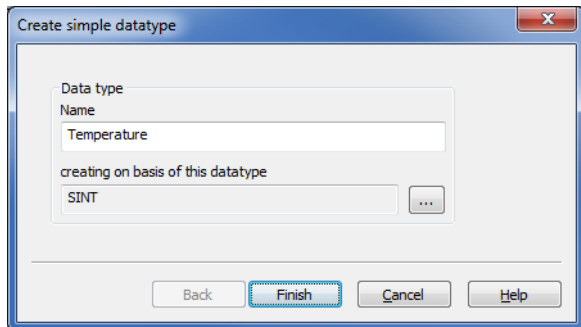 Create simple datatype
Data type
Name
Temperature
creating on basis of this datatype
SINT
...
Back Finish Cancel Help